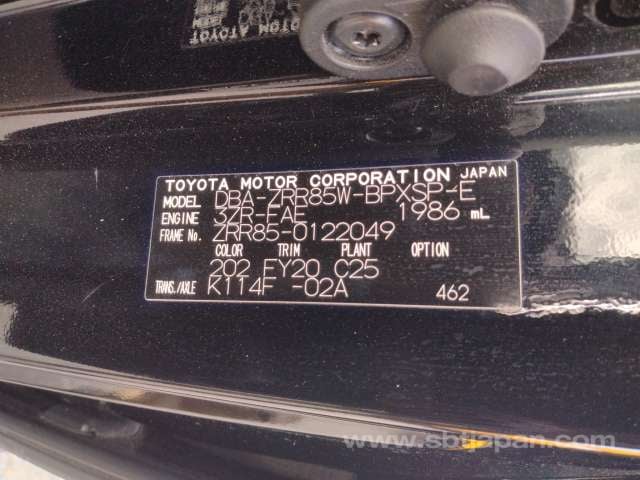 TOYOTA MOTOR CORPORATION JAPAN
MODEL DBA-ZRR85W-BPXSP-E
ENGINE 3ZR-FAE 1986 mL
FRAME No. ZRR85-0122049
COLOR TRIM PLANT OPTION
202 EY20 C25
TRANS./AXLE K114F -02A 462
www.sbtjapan.com